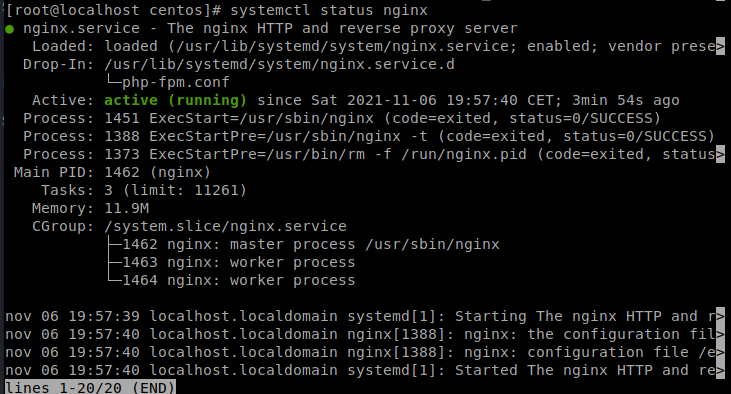 [root@localhost centos]# systemctl status nginx
● nginx.service - The nginx HTTP and reverse proxy server
   Loaded: loaded (/usr/lib/systemd/system/nginx.service; enabled; vendor prese>
  Drop-In: /usr/lib/systemd/system/nginx.service.d
           └─php-fpm.conf
   Active: active (running) since Sat 2021-11-06 19:57:40 CET; 3min 54s ago
  Process: 1451 ExecStart=/usr/sbin/nginx (code=exited, status=0/SUCCESS)
  Process: 1388 ExecStartPre=/usr/sbin/nginx -t (code=exited, status=0/SUCCESS)
  Process: 1373 ExecStartPre=/usr/bin/rm -f /run/nginx.pid (code=exited, status>
 Main PID: 1462 (nginx)
    Tasks: 3 (limit: 11261)
   Memory: 11.9M
   CGroup: /system.slice/nginx.service
           ├─1462 nginx: master process /usr/sbin/nginx
           ├─1463 nginx: worker process
           └─1464 nginx: worker process

nov 06 19:57:39 localhost.localdomain systemd[1]: Starting The nginx HTTP and r>
nov 06 19:57:40 localhost.localdomain nginx[1388]: nginx: the configuration fil>
nov 06 19:57:40 localhost.localdomain nginx[1388]: nginx: configuration file /e>
nov 06 19:57:40 localhost.localdomain systemd[1]: Started The nginx HTTP and re>
lines 1-20/20 (END)